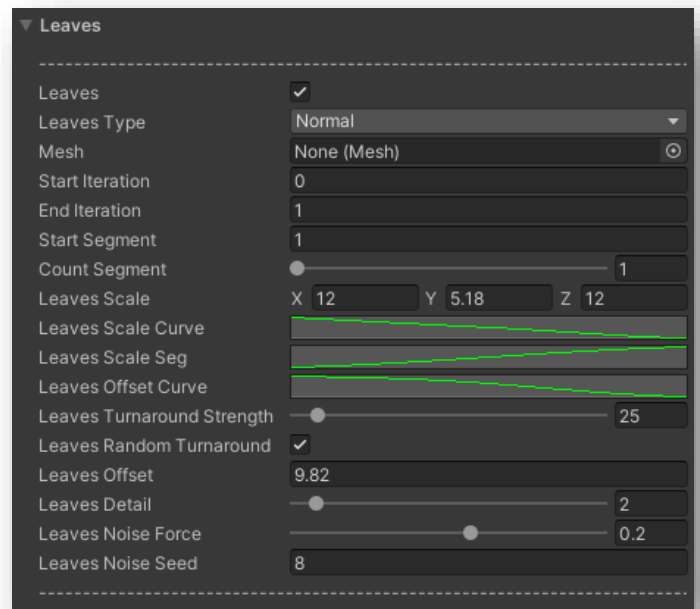 Leaves
Leaves
Leaves Type Normal
Mesh None (Mesh)
Start Iteration 0
End Iteration 1
Start Segment 1
Count Segment 1
Leaves Scale X 12 Y 5.18 Z 12
Leaves Scale Curve
Leaves Scale Seg
Leaves Offset Curve
Leaves Turnaround Strength 25
Leaves Random Turnaround
Leaves Offset 9.82
Leaves Detail 2
Leaves Noise Force 0.2
Leaves Noise Seed 8